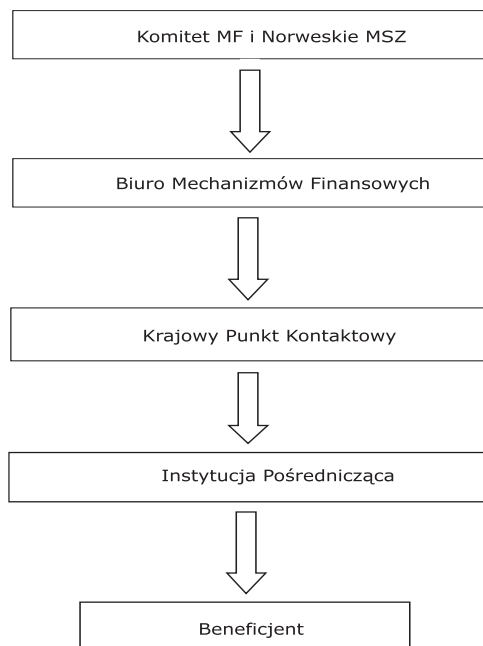 Komitet MF i Norweskie MSZ
Biuro Mechanizmów Finansowych
Krajowy Punkt Kontaktowy
Instytucja Pośrednicząca
Beneficjent